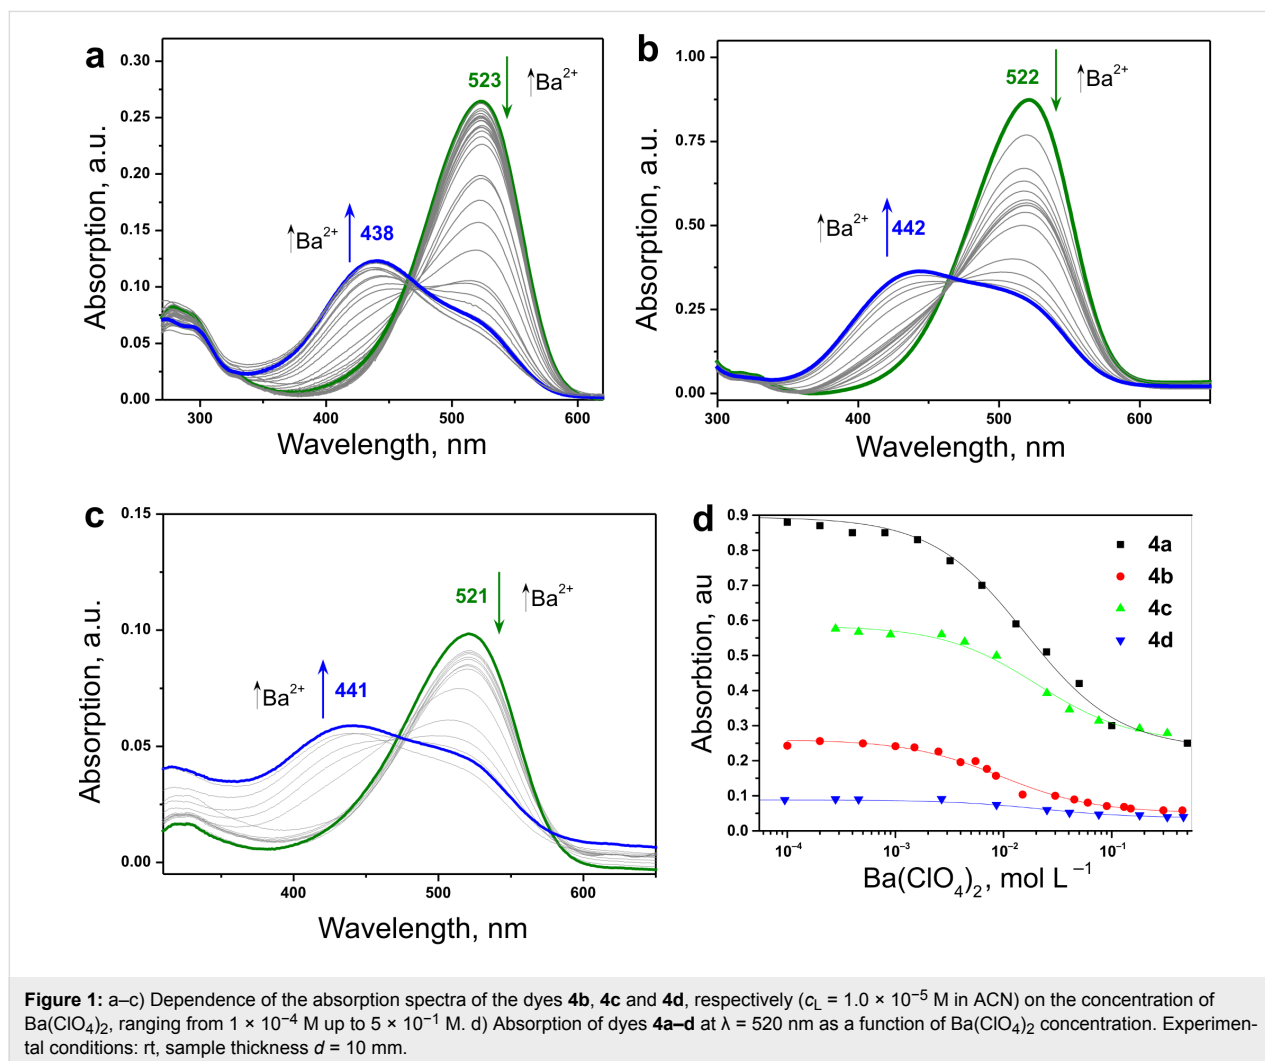 a
0.30
0.25
0.20
0.15
0.10
0.05
0.00
523
↑Ba²⁺
↑Ba²⁺
438
300 400 500 600
Absorption, a.u.
Wavelength, nm
b
1.00
0.75
0.50
0.25
0.00
522
↑Ba²⁺
↑Ba²⁺
442
300 400 500 600
Absorption, a.u.
Wavelength, nm
c
0.15
0.10
0.05
0.00
521
↑Ba²⁺
↑Ba²⁺
441
400 500 600
Absorption, a.u.
Wavelength, nm
d
0.9
0.8
0.7
0.6
0.5
0.4
0.3
0.2
0.1
0.0
4a
4b
4c
4d
10⁻⁴ 10⁻³ 10⁻² 10⁻¹
Absorbtion, au
Ba(ClO₄)₂, mol L⁻¹
Figure 1: a–c) Dependence of the absorption spectra of the dyes 4b, 4c and 4d, respectively (c_L = 1.0 × 10⁻⁵ M in ACN) on the concentration of
Ba(ClO₄)₂, ranging from 1 × 10⁻⁴ M up to 5 × 10⁻¹ M. d) Absorption of dyes 4a–d at λ = 520 nm as a function of Ba(ClO₄)₂ concentration. Experimen-
tal conditions: rt, sample thickness d = 10 mm.